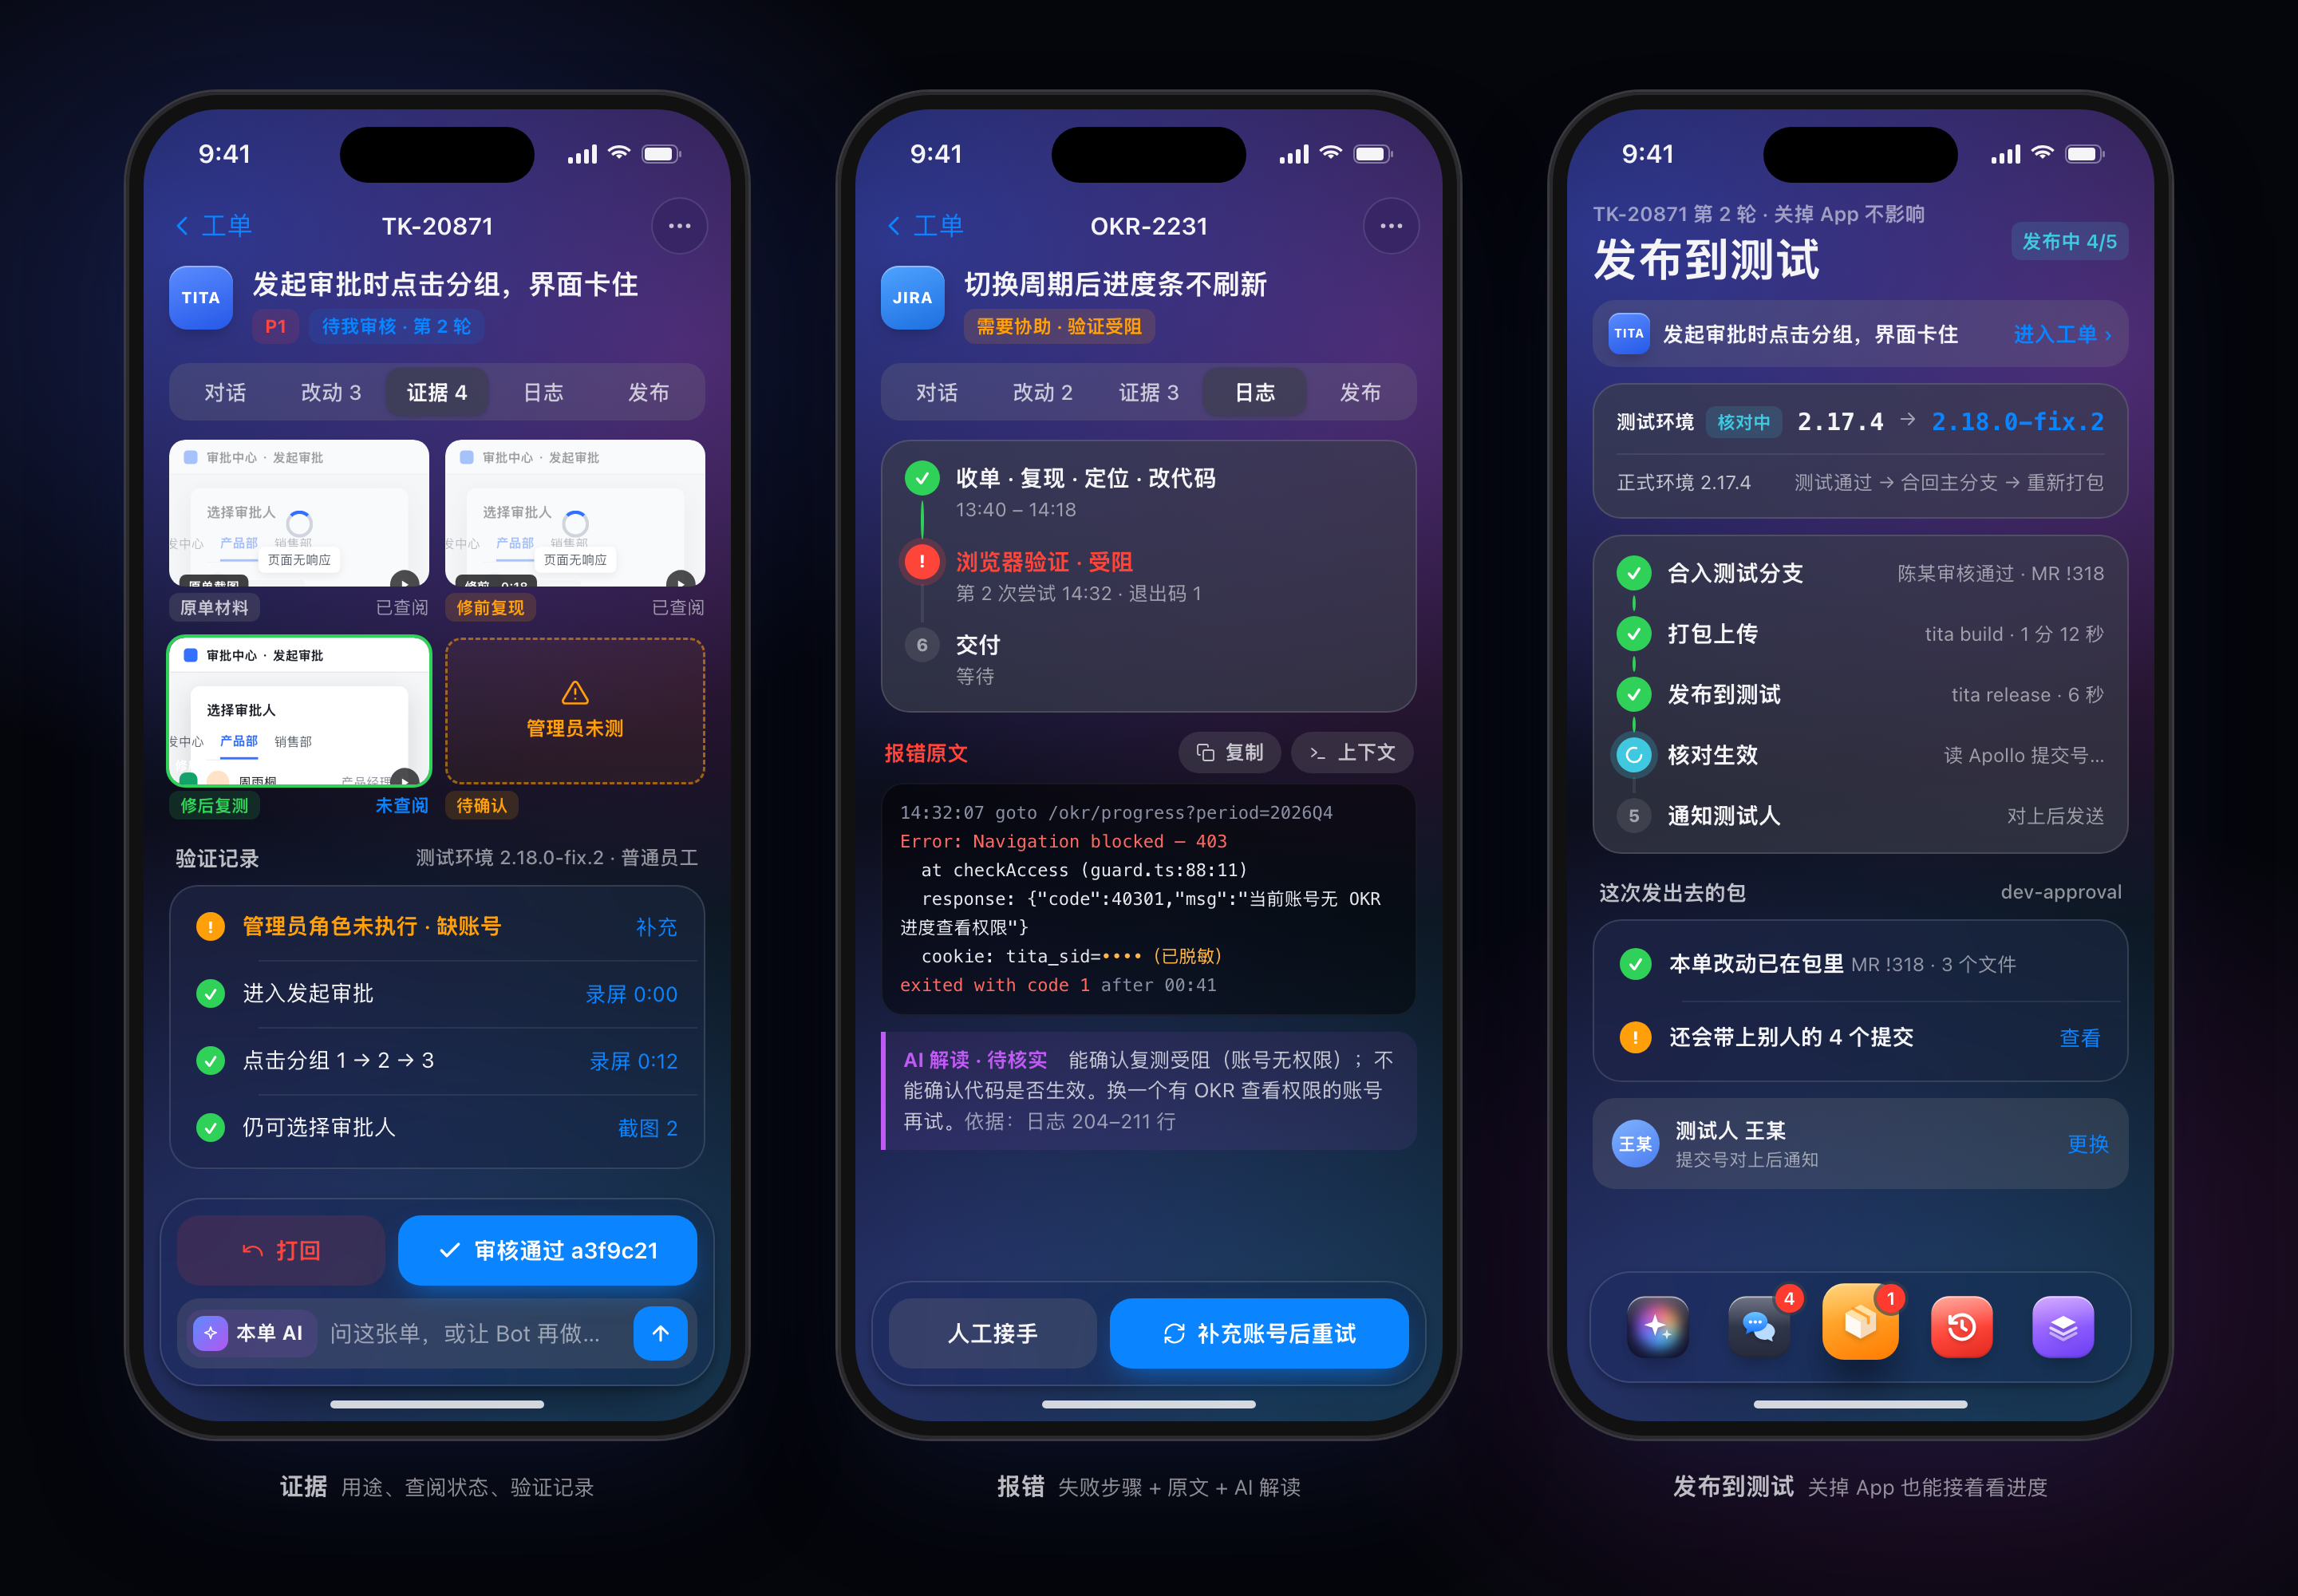 9:41
工单
TK-20871
TITA
发起审批时点击分组，界面卡住
P1
待我审核 · 第 2 轮
对话
改动 3
证据 4
日志
发布
审批中心 · 发起审批
选择审批人
发中心
产品部
销售部
页面无响应
原单截图
原单材料
已查阅
审批中心 · 发起审批
选择审批人
发中心
产品部
销售部
页面无响应
修前 · 0:18
修前复现
已查阅
审批中心 · 发起审批
选择审批人
发中心
产品部
销售部
周雨桐
产品经理
修后复测
未查阅
管理员未测
待确认
验证记录
测试环境 2.18.0-fix.2 · 普通员工
管理员角色未执行 · 缺账号
补充
进入发起审批
录屏 0:00
点击分组 1 → 2 → 3
录屏 0:12
仍可选择审批人
截图 2
打回
审核通过 a3f9c21
本单 AI
问这张单，或让 Bot 再做...
证据 用途、查阅状态、验证记录
9:41
工单
OKR-2231
JIRA
切换周期后进度条不刷新
需要协助 · 验证受阻
对话
改动 2
证据 3
日志
发布
收单 · 复现 · 定位 · 改代码
13:40 – 14:18
浏览器验证 · 受阻
第 2 次尝试 14:32 · 退出码 1
6
交付
等待
报错原文
复制
上下文
14:32:07 goto /okr/progress?period=2026Q4
Error: Navigation blocked — 403
at checkAccess (guard.ts:88:11)
response: {"code":40301,"msg":"当前账号无 OKR
进度查看权限"}
cookie: tita_sid=•••• (已脱敏)
exited with code 1 after 00:41
AI 解读 · 待核实 能确认复测受阻（账号无权限）；不
能确认代码是否生效。换一个有 OKR 查看权限的账号
再试。依据：日志 204–211 行
人工接手
补充账号后重试
报错 失败步骤 + 原文 + AI 解读
9:41
TK-20871 第 2 轮 · 关掉 App 不影响
发布到测试
发布中 4/5
TITA
发起审批时点击分组，界面卡住
进入工单 ›
测试环境
核对中
2.17.4 → 2.18.0-fix.2
正式环境 2.17.4
测试通过 → 合回主分支 → 重新打包
合入测试分支
陈某审核通过 · MR !318
打包上传
tita build · 1 分 12 秒
发布到测试
tita release · 6 秒
核对生效
读 Apollo 提交号...
5
通知测试人
对上后发送
这次发出去的包
dev-approval
本单改动已在包里 MR !318 · 3 个文件
还会带上别人的 4 个提交
查看
王某
测试人 王某
提交号对上后通知
更换
4
1
发布到测试 关掉 App 也能接着看进度